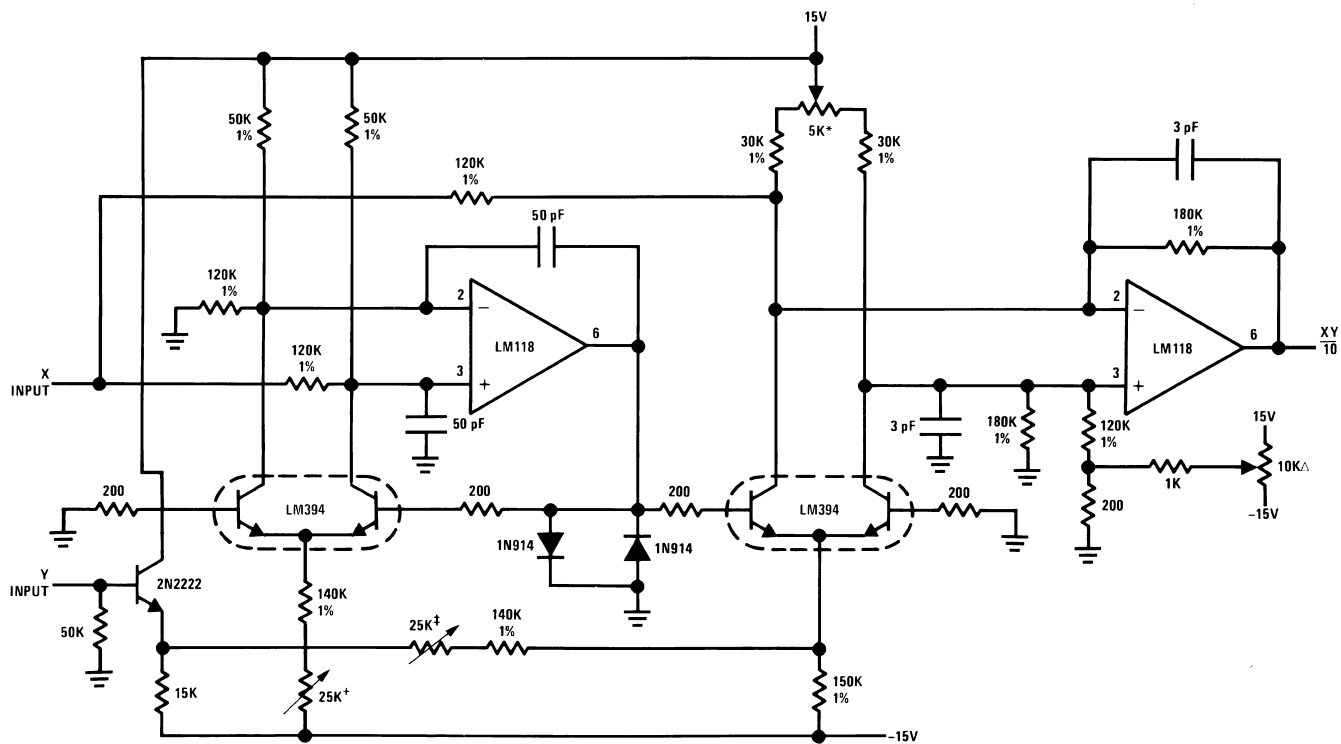 15V
50K
1%
50K
1%
5K*
30K
1%
30K
1%
3 pF
120K
1%
50 pF
180K
1%
120K
1%
2
−
6
LM118
3
+
120K
1%
X
INPUT
50 pF
2
−
6
LM118
3
+
XY
10
3 pF
180K
1%
120K
1%
15V
10KΔ
1K
−15V
200
200
LM394
200
200
LM394
200
1N914
1N914
Y
INPUT
2N2222
50K
140K
1%
25K‡
140K
1%
15K
25K+
150K
1%
−15V